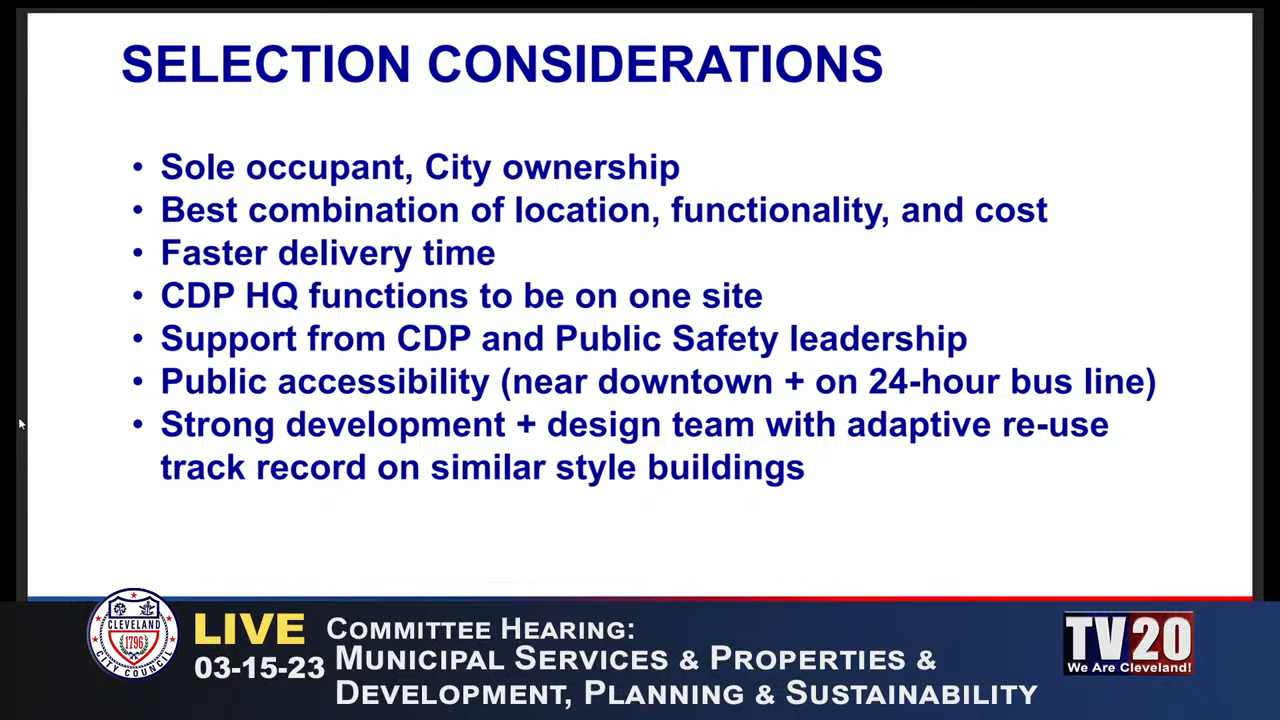 SELECTION CONSIDERATIONS
• Sole occupant, City ownership
• Best combination of location, functionality, and cost
• Faster delivery time
• CDP HQ functions to be on one site
• Support from CDP and Public Safety leadership
• Public accessibility (near downtown + on 24-hour bus line)
• Strong development + design team with adaptive re-use
track record on similar style buildings
CLEVELAND
1796
CITY COUNCIL
LIVE
03-15-23
COMMITTEE HEARING:
MUNICIPAL SERVICES & PROPERTIES &
DEVELOPMENT, PLANNING & SUSTAINABILITY
TV20
We Are Cleveland!